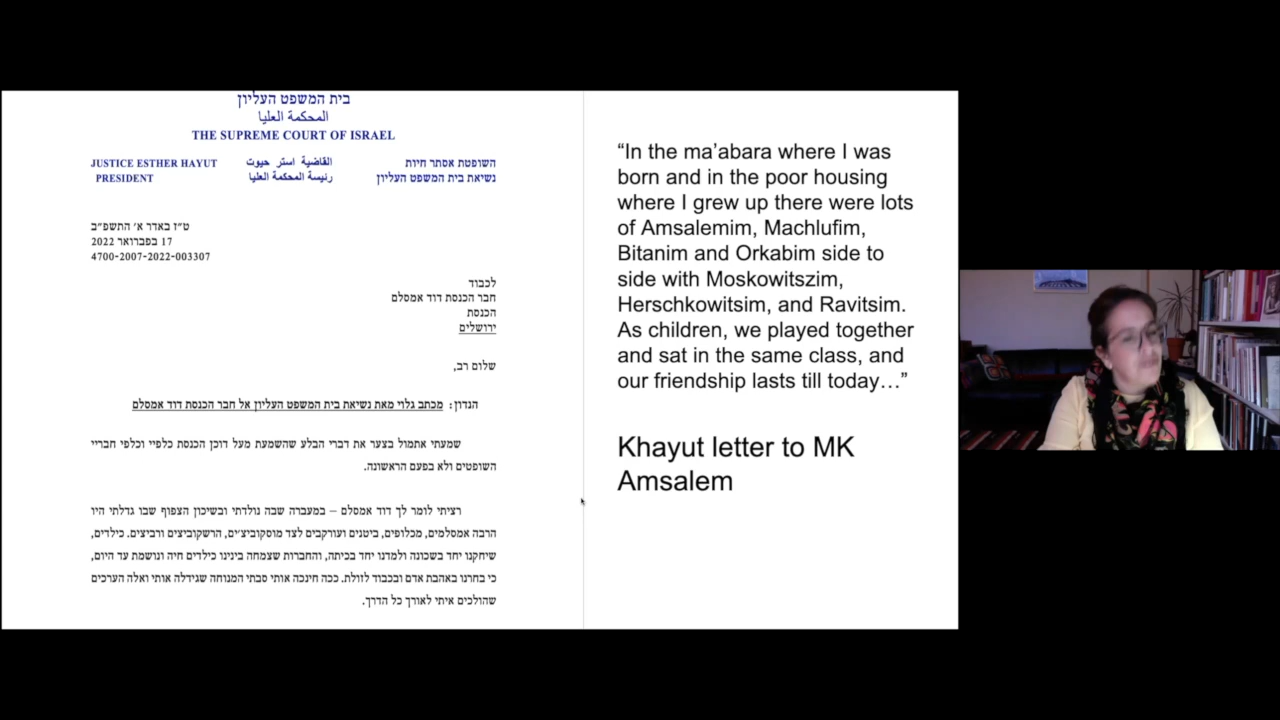 בית המשפט העליון
المحكمة العليا
THE SUPREME COURT OF ISRAEL
השופטת אסתר חיות
القاضية استر حيوت
JUSTICE ESTHER HAYUT
נשיאת בית המשפט העליון
رئيسة المحكمة العليا
PRESIDENT
ט״ז באדר א׳ התשפ״ב
17 בפברואר 2022
4700-2007-2022-003307
לכבוד
חבר הכנסת דוד אמסלם
הכנסת
ירושלים
שלום רב,
הנדון: מכתב גלוי מאת נשיאת בית המשפט העליון אל חבר הכנסת דוד אמסלם
שמעתי אתמול בצער את דברי הבלע שהשמעת מעל דוכן הכנסת כלפיי וכלפי חבריי
השופטים ולא בפעם הראשונה.
רציתי לומר לך דוד אמסלם – במעברה שבה נולדתי ובשיכון הצפוף שבו גדלתי היו
הרבה אמסלמים, מכלופים, ביטנים ועורקבים לצד מוסקוביצ׳ים, הרשקוביצים ורביצים. כילדים,
שיחקנו יחד בשכונה ולמדנו יחד בכיתה, והחברות שצמחה בינינו כילדים חיה ונושמת עד היום,
כי בחרנו באהבת אדם ובכבוד לזולת. ככה חינכה אותי סבתי המנוחה שגידלה אותי ואלה הערכים
שהולכים איתי לאורך כל הדרך.
“In the ma’abara where I was
born and in the poor housing
where I grew up there were lots
of Amsalemim, Machlufim,
Bitanim and Orkabim side to
side with Moskowitszim,
Herschkowitsim, and Ravitsim.
As children, we played together
and sat in the same class, and
our friendship lasts till today…”
Khayut letter to MK
Amsalem